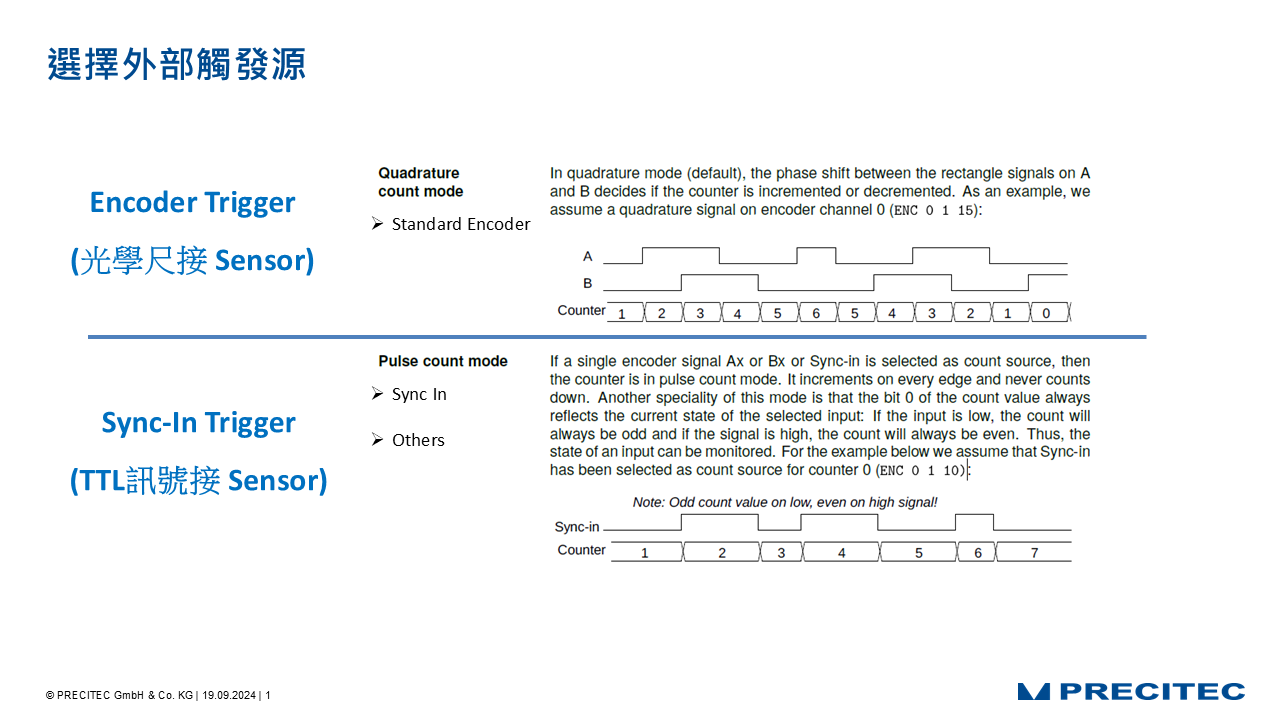 選擇外部觸發源
Encoder Trigger
(光學尺接 Sensor)
Quadrature
count mode
➢ Standard Encoder
In quadrature mode (default), the phase shift between the rectangle signals on A
and B decides if the counter is incremented or decremented. As an example, we
assume a quadrature signal on encoder channel 0 (ENC 0 1 15):
A
B
Counter 1 2 3 4 5 6 5 4 3 2 1 0
Sync-In Trigger
(TTL訊號接 Sensor)
Pulse count mode
➢ Sync In
➢ Others
If a single encoder signal Ax or Bx or Sync-in is selected as count source, then
the counter is in pulse count mode. It increments on every edge and never counts
down. Another speciality of this mode is that the bit 0 of the count value always
reflects the current state of the selected input: If the input is low, the count will
always be odd and if the signal is high, the count will always be even. Thus, the
state of an input can be monitored. For the example below we assume that Sync-in
has been selected as count source for counter 0 (ENC 0 1 10):
Note: Odd count value on low, even on high signal!
Sync-in
Counter 1 2 3 4 5 6 7
© PRECITEC GmbH & Co. KG | 19.09.2024 | 1
PRECITEC